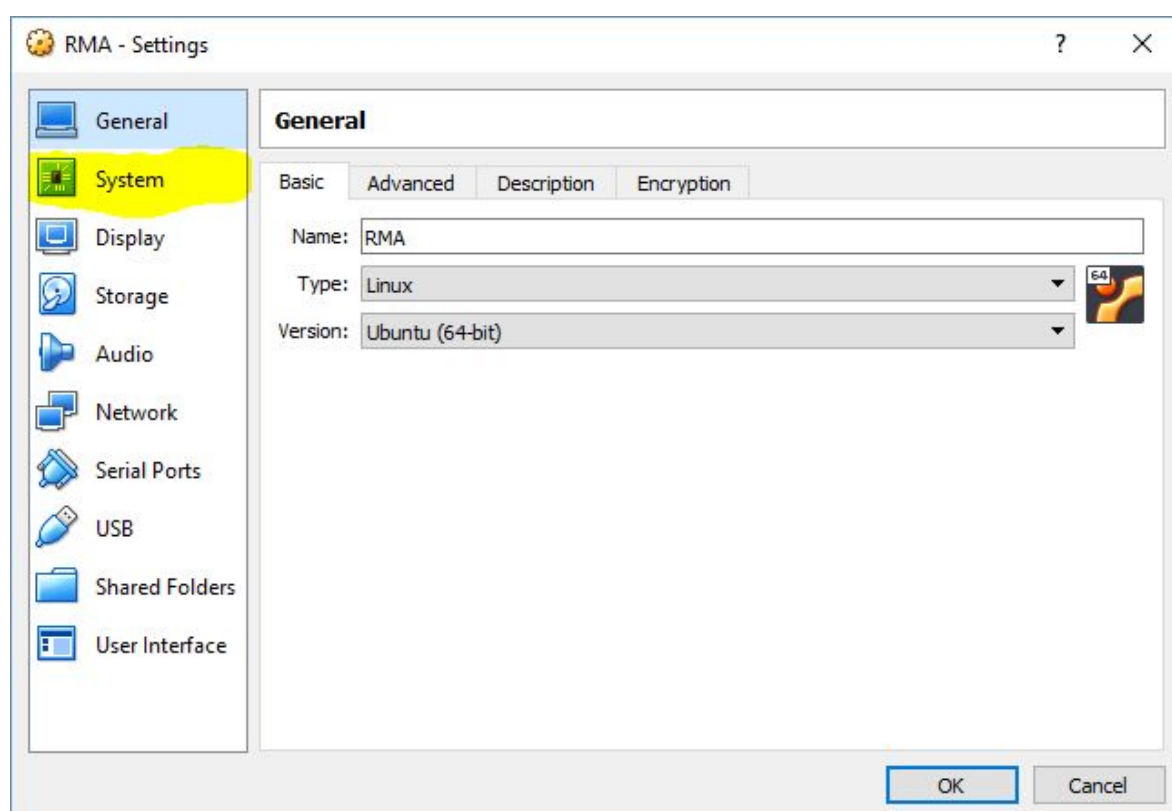 RMA - Settings
?
General
System
Display
Storage
Audio
Network
Serial Ports
USB
Shared Folders
User Interface
General
Basic Advanced Description Encryption
Name: RMA
Type: Linux
64
Version: Ubuntu (64-bit)
OK Cancel